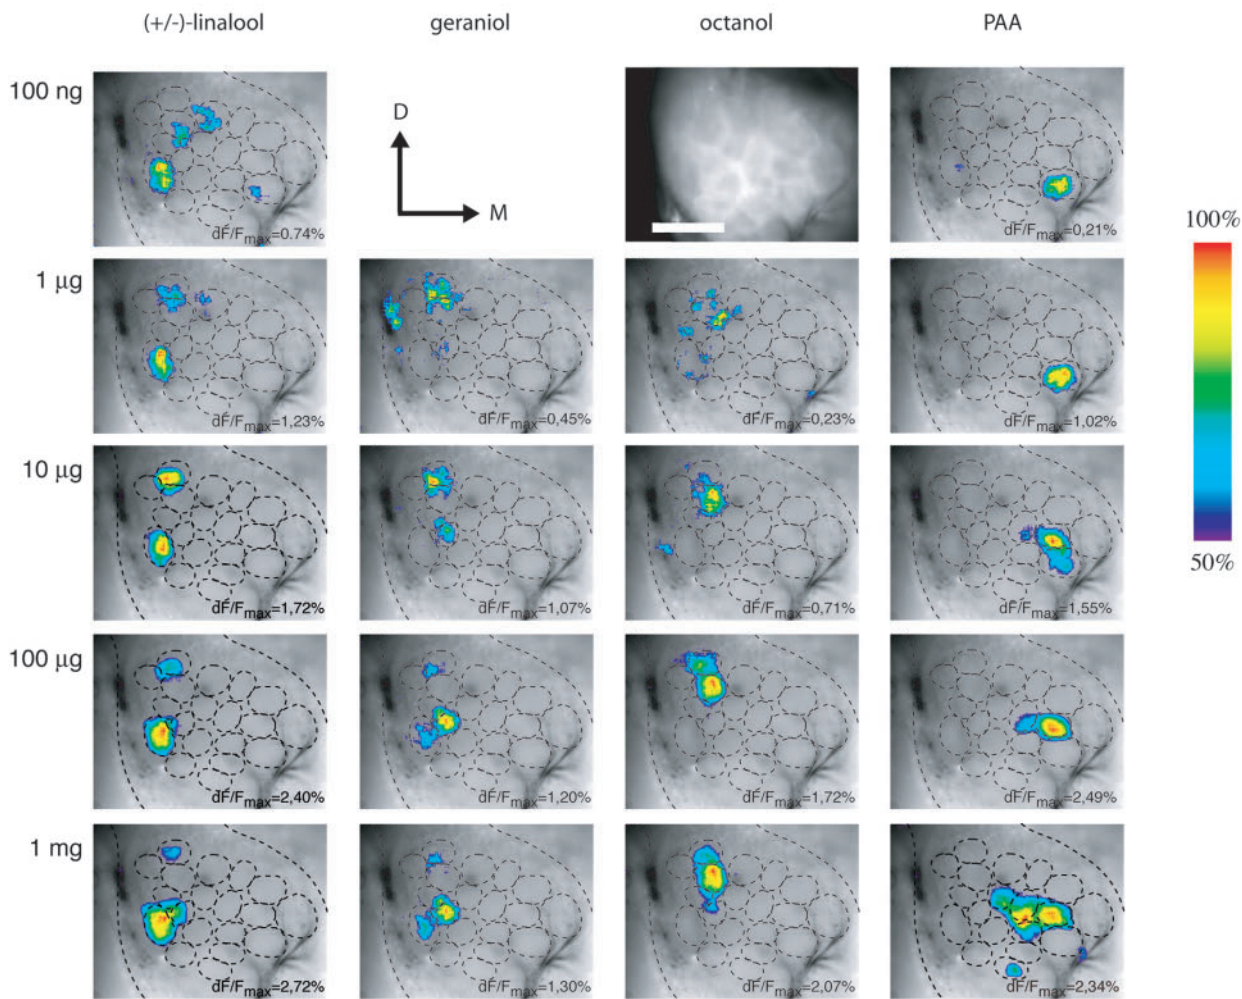 (+/-)-linalool geraniol octanol PAA
100 ng
D
M
dF/Fmax=0.74%
dF/Fmax=0,21%
100%
50%
1 µg
dF/Fmax=1,23%
dF/Fmax=0,45%
dF/Fmax=0,23%
dF/Fmax=1,02%
10 µg
dF/Fmax=1,72%
dF/Fmax=1,07%
dF/Fmax=0,71%
dF/Fmax=1,55%
100 µg
dF/Fmax=2,40%
dF/Fmax=1,20%
dF/Fmax=1,72%
dF/Fmax=2,49%
1 mg
dF/Fmax=2,72%
dF/Fmax=1,30%
dF/Fmax=2,07%
dF/Fmax=2,34%